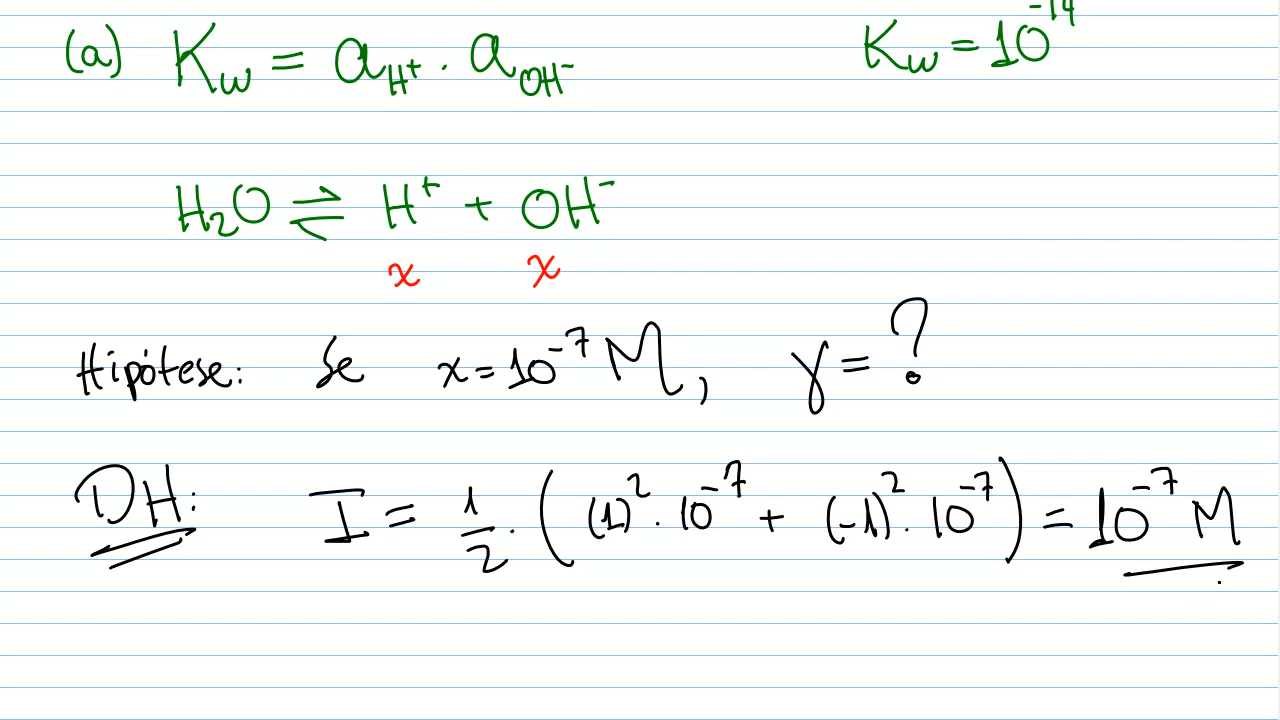 (a) Kw = aH⁺ · aOH⁻ Kw = 10⁻¹⁴
H₂O ⇌ H⁺ + OH⁻
x x
Hipótese: Se x = 10⁻⁷ M, γ = ?
DH: I = 1/2 · ((1)² · 10⁻⁷ + (-1)² · 10⁻⁷) = 10⁻⁷ M